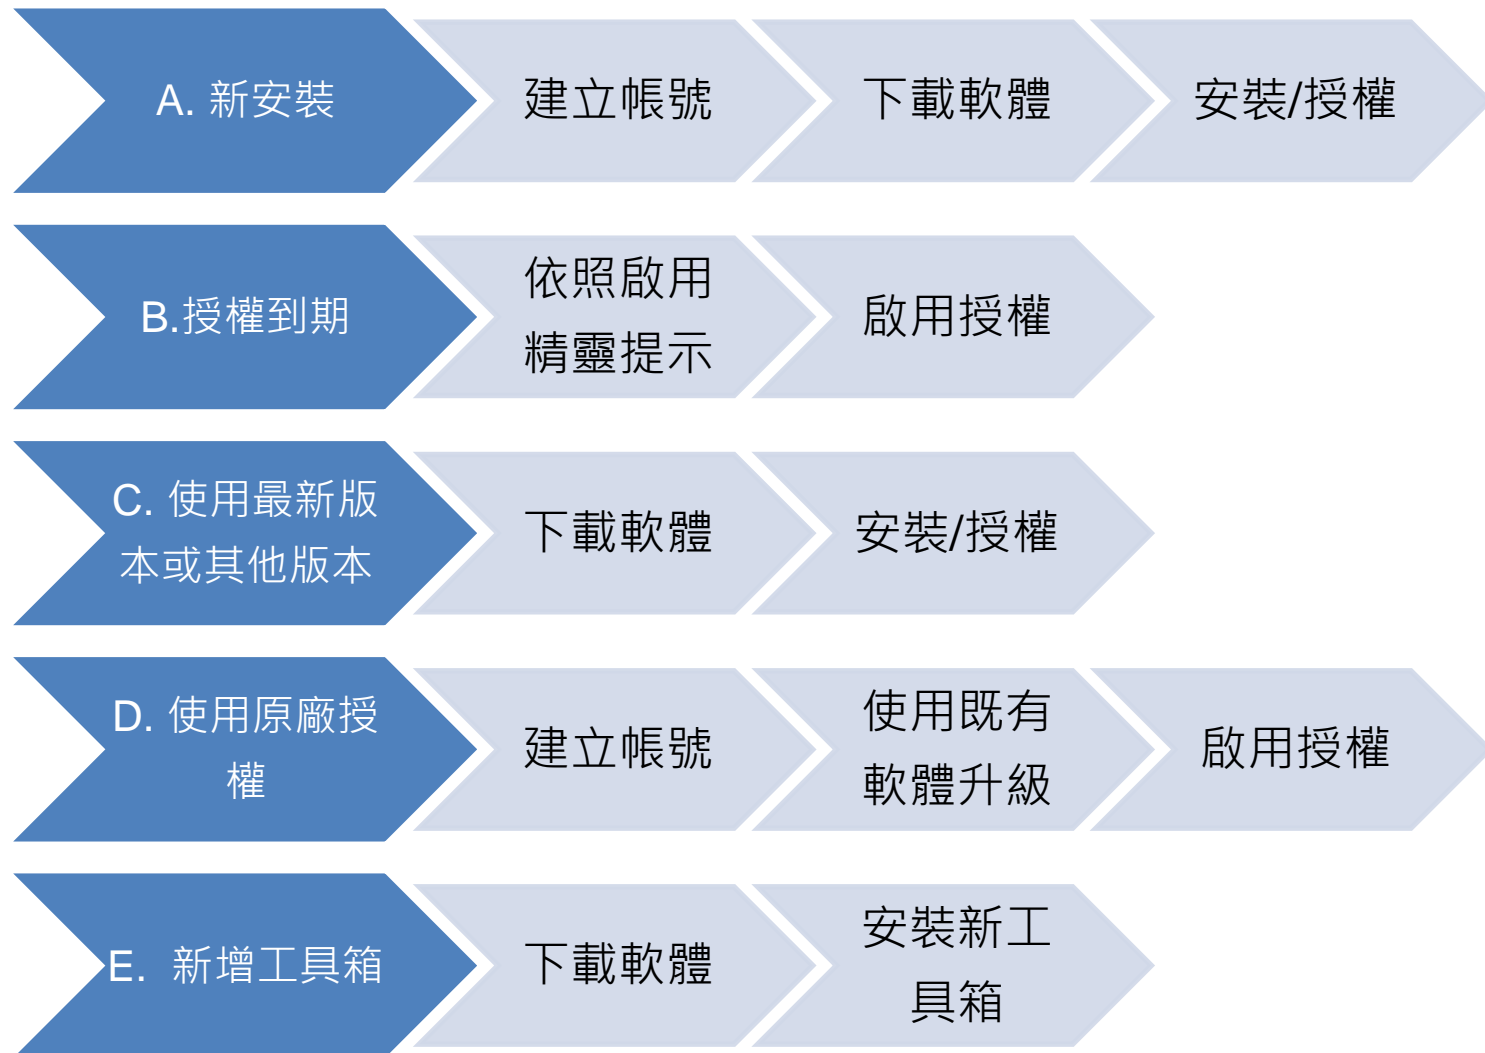 A. 新安裝
建立帳號
下載軟體
安裝/授權
B.授權到期
依照啟用
精靈提示
啟用授權
C. 使用最新版
本或其他版本
下載軟體
安裝/授權
D. 使用原廠授
權
建立帳號
使用既有
軟體升級
啟用授權
E. 新增工具箱
下載軟體
安裝新工
具箱